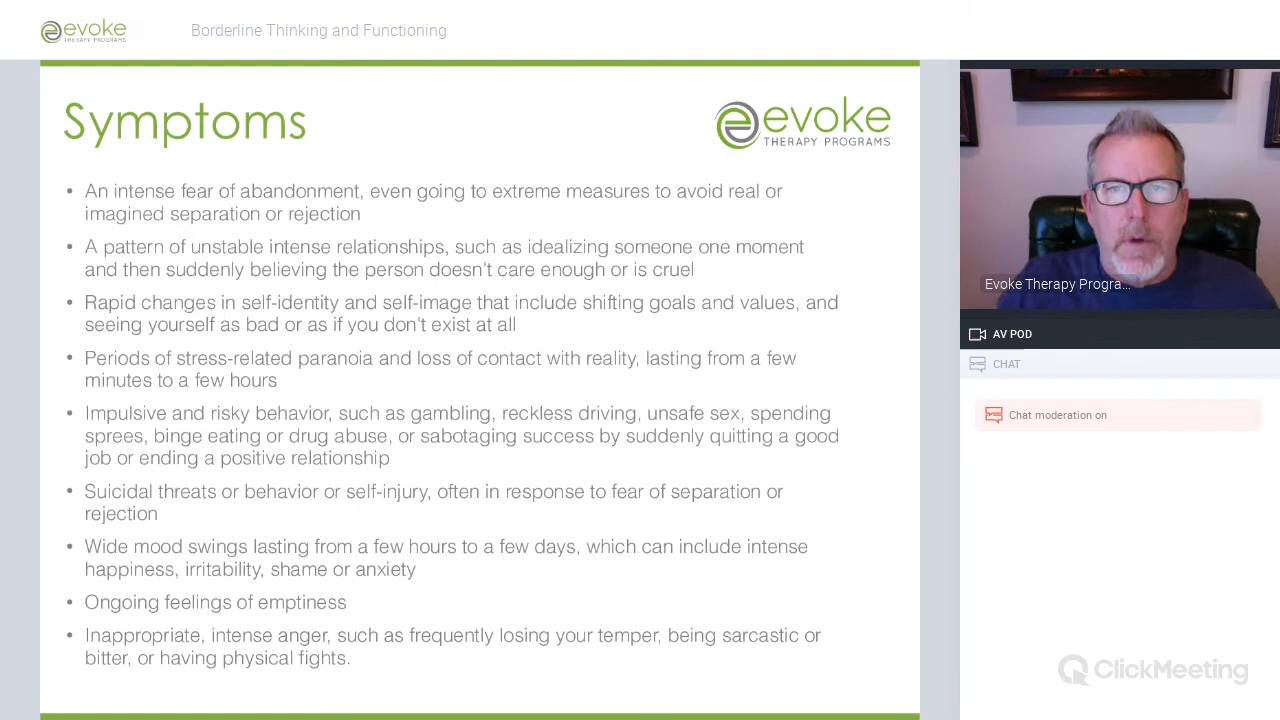 evoke
THERAPY PROGRAMS
Borderline Thinking and Functioning
Symptoms
evoke
THERAPY PROGRAMS
• An intense fear of abandonment, even going to extreme measures to avoid real or
imagined separation or rejection
• A pattern of unstable intense relationships, such as idealizing someone one moment
and then suddenly believing the person doesn't care enough or is cruel
• Rapid changes in self-identity and self-image that include shifting goals and values, and
seeing yourself as bad or as if you don't exist at all
• Periods of stress-related paranoia and loss of contact with reality, lasting from a few
minutes to a few hours
• Impulsive and risky behavior, such as gambling, reckless driving, unsafe sex, spending
sprees, binge eating or drug abuse, or sabotaging success by suddenly quitting a good
job or ending a positive relationship
• Suicidal threats or behavior or self-injury, often in response to fear of separation or
rejection
• Wide mood swings lasting from a few hours to a few days, which can include intense
happiness, irritability, shame or anxiety
• Ongoing feelings of emptiness
• Inappropriate, intense anger, such as frequently losing your temper, being sarcastic or
bitter, or having physical fights.
Evoke Therapy Progra...
AV POD
CHAT
Chat moderation on
ClickMeeting